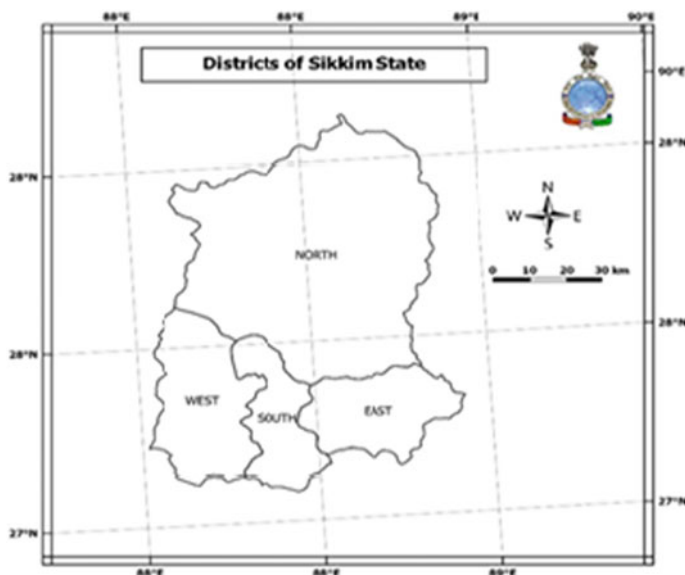 88°E 88°E 89°E 90°E
Districts of Sikkim State
90°E
28°N
28°N
N
W E
S
0 10 20 30 km
NORTH
28°N
28°N
WEST
SOUTH
EAST
27°N
27°N
88°E 88°E 89°E